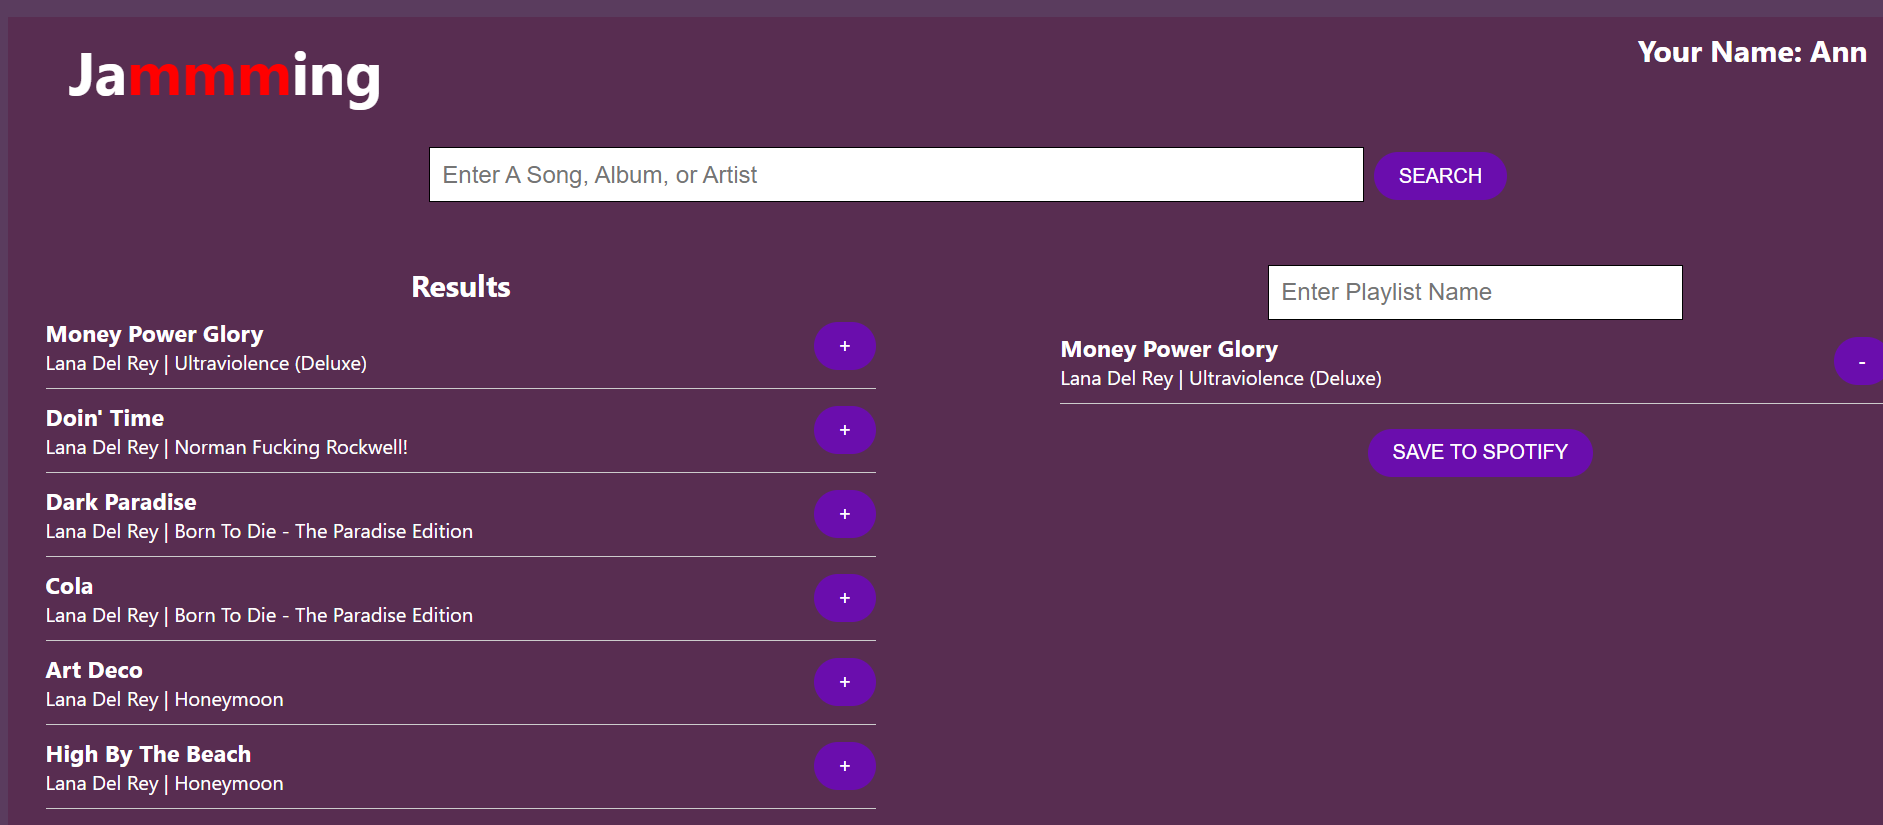 Jammming
Your Name: Ann
Enter A Song, Album, or Artist
SEARCH
Results
Money Power Glory
Lana Del Rey | Ultraviolence (Deluxe)
+
Doin' Time
Lana Del Rey | Norman Fucking Rockwell!
+
Dark Paradise
Lana Del Rey | Born To Die - The Paradise Edition
+
Cola
Lana Del Rey | Born To Die - The Paradise Edition
+
Art Deco
Lana Del Rey | Honeymoon
+
High By The Beach
Lana Del Rey | Honeymoon
+
Enter Playlist Name
Money Power Glory
Lana Del Rey | Ultraviolence (Deluxe)
-
SAVE TO SPOTIFY